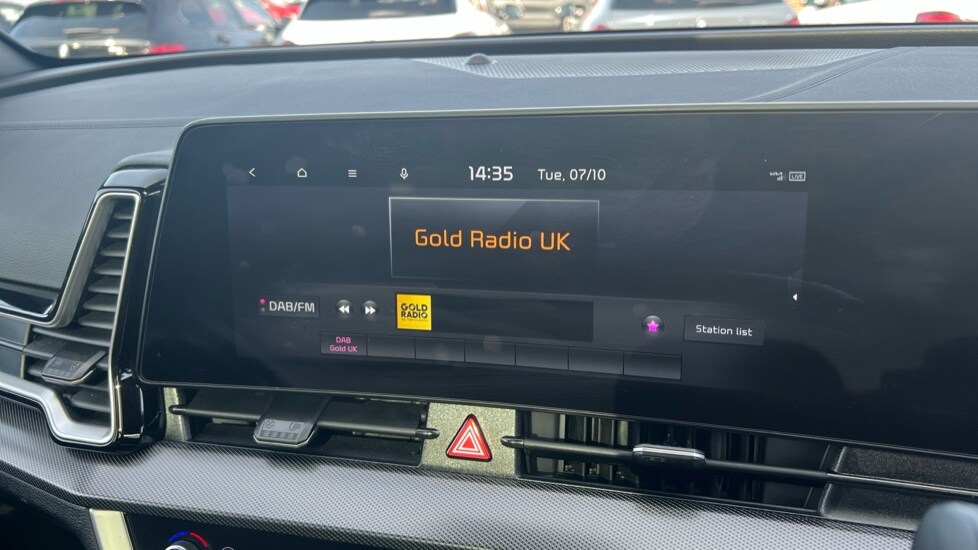 14:35
Tue, 07/10
LIVE
Gold Radio UK
DAB/FM
GOLD
RADIO
Station list
DAB
Gold UK